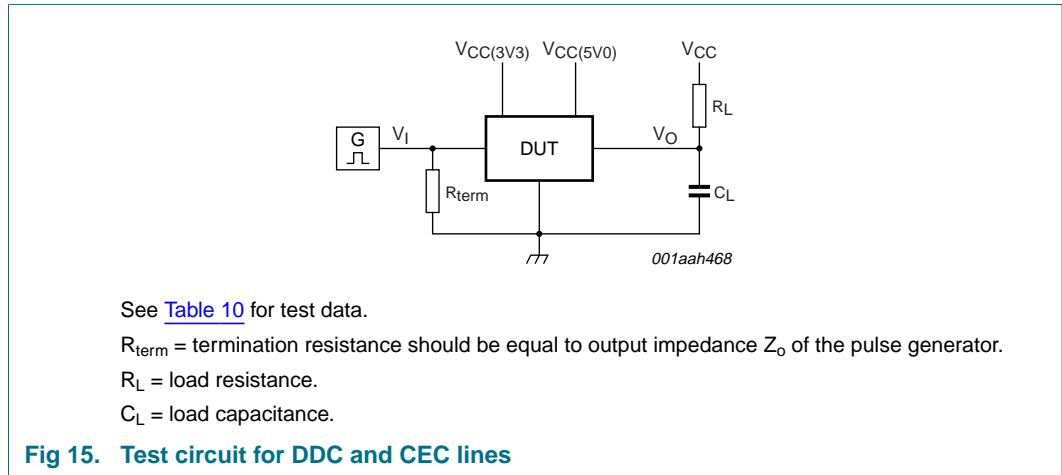 VCC(3V3) VCC(5V0) VCC
RL
G VI DUT VO
Rterm CL
001aah468
See Table 10 for test data.
Rterm = termination resistance should be equal to output impedance Zo of the pulse generator.
RL = load resistance.
CL = load capacitance.
Fig 15. Test circuit for DDC and CEC lines